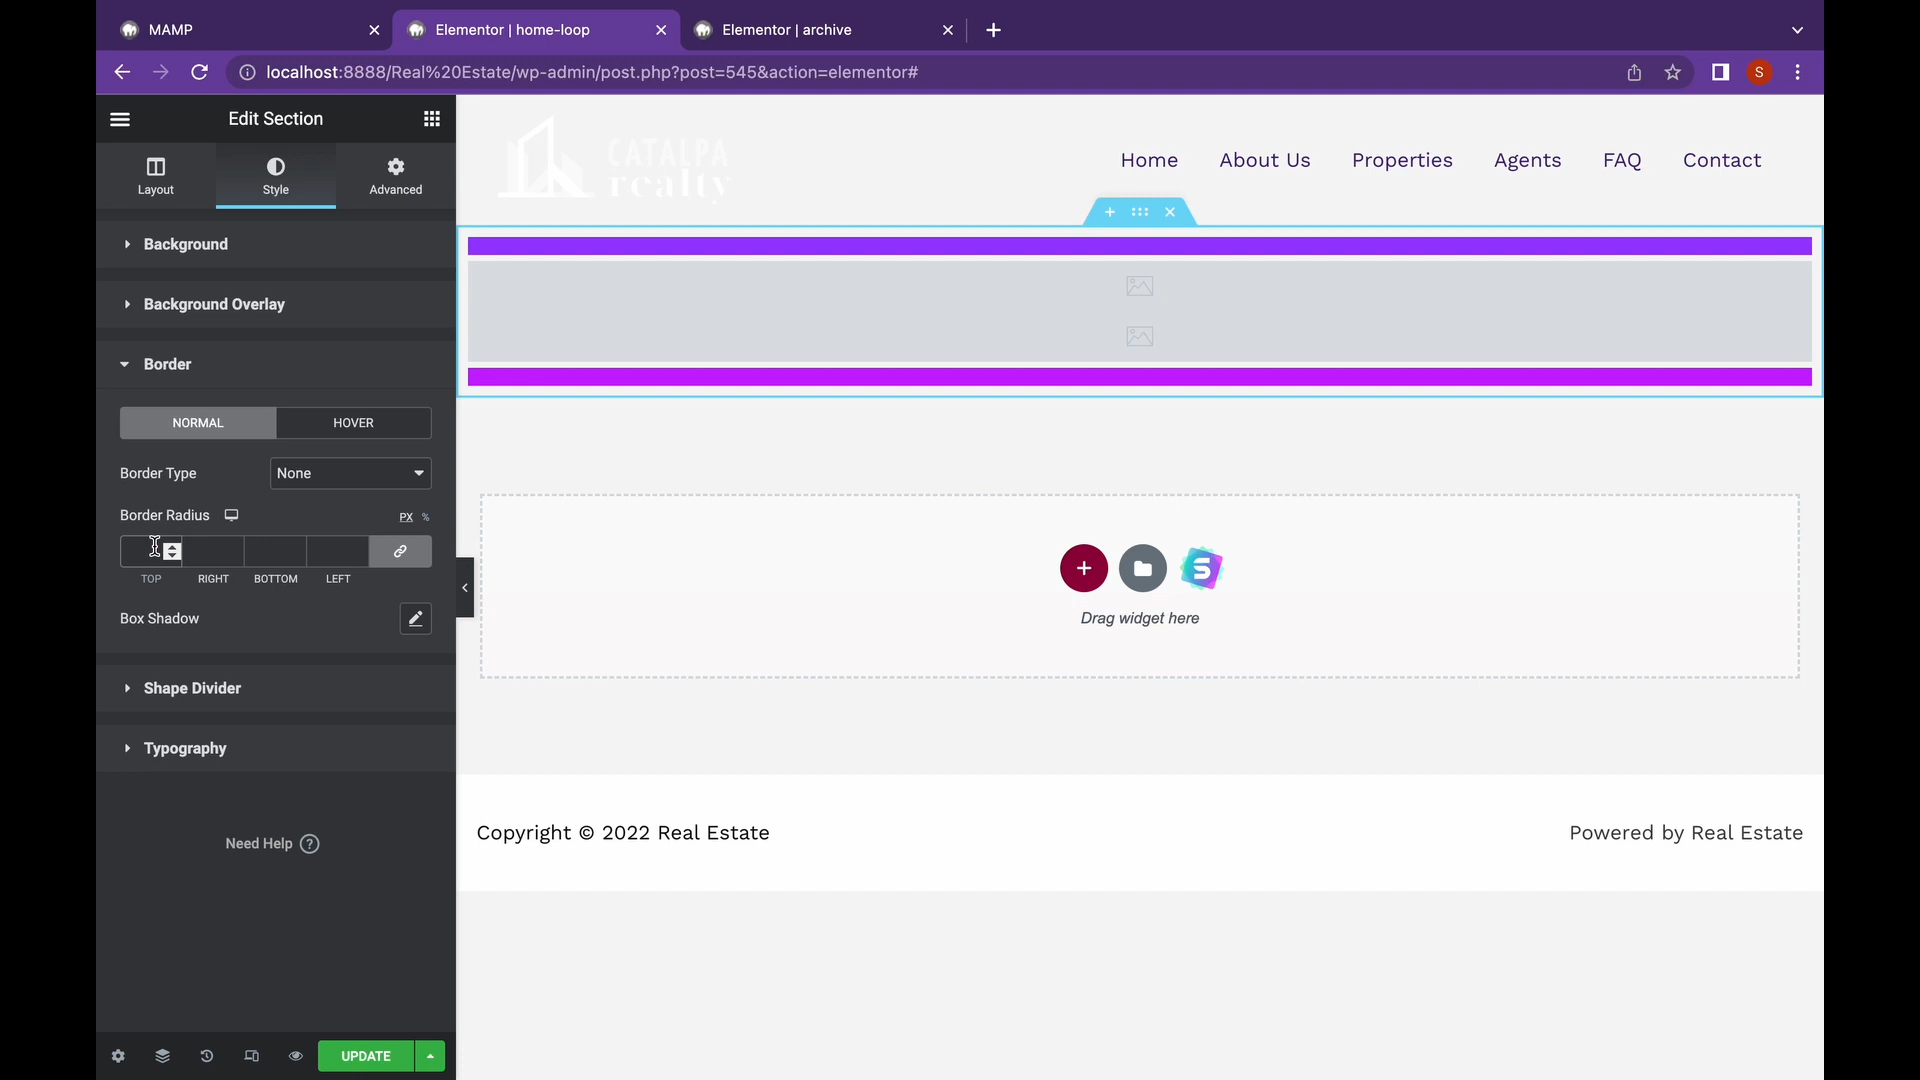 MAMP
Elementor | home-loop
Elementor | archive
localhost:8888/Real%20Estate/wp-admin/post.php?post=545&action=elementor#
S
Edit Section
Layout
Style
Advanced
Background
Background Overlay
Border
NORMAL
HOVER
Border Type
None
Border Radius
PX
%
TOP
RIGHT
BOTTOM
LEFT
Box Shadow
Shape Divider
Typography
Need Help ?
UPDATE
CATALPA
realty
Home
About Us
Properties
Agents
FAQ
Contact
S
Drag widget here
Copyright © 2022 Real Estate
Powered by Real Estate